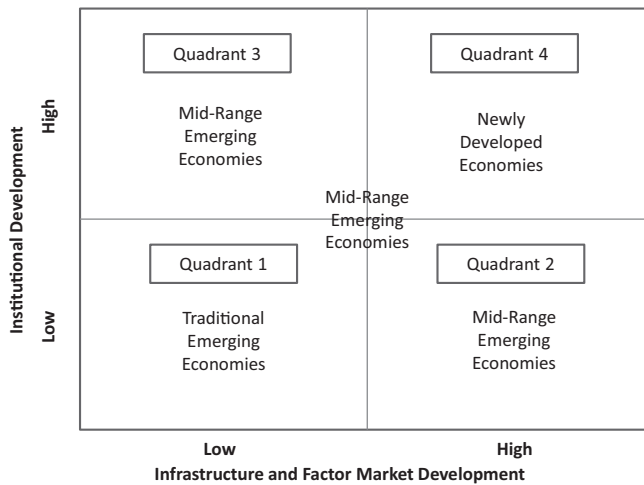 Quadrant 3
Quadrant 4
Mid-Range
Emerging
Economies
Newly
Developed
Economies
Mid-Range
Emerging
Economies
Quadrant 1
Quadrant 2
Traditional
Emerging
Economies
Mid-Range
Emerging
Economies
Institutional Development
High
Low
Low
High
Infrastructure and Factor Market Development